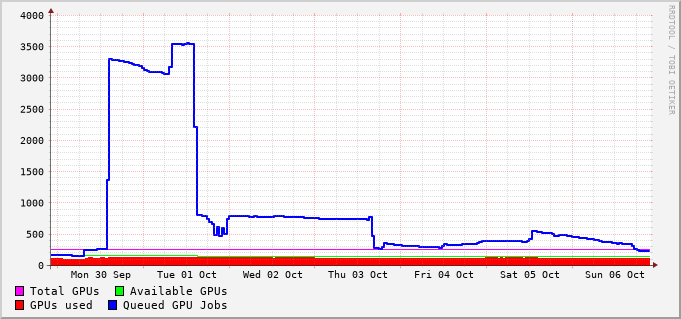 4000
3500
3000
2500
2000
1500
1000
500
0
Mon 30 Sep Tue 01 Oct Wed 02 Oct Thu 03 Oct Fri 04 Oct Sat 05 Oct Sun 06 Oct
Total GPUs Available GPUs
GPUs used Queued GPU Jobs
RRDTOOL / TOBI OETIKER